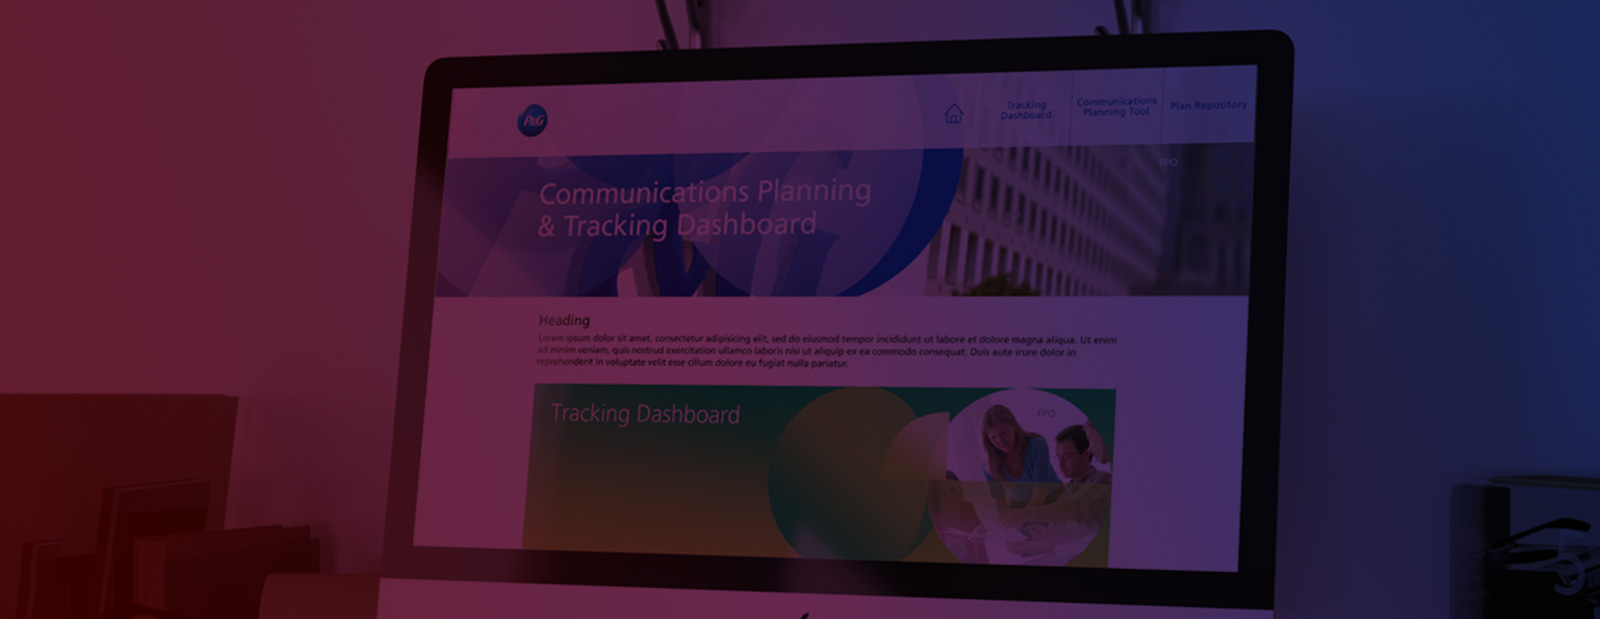 P&G
Tracking
Dashboard
Communications
Planning Tool
Plan Repository
FPO
Communications Planning
& Tracking Dashboard
Heading
Lorem ipsum dolor sit amet, consectetur adipisicing elit, sed do eiusmod tempor incididunt ut labore et dolore magna aliqua. Ut enim
ad minim veniam, quis nostrud exercitation ullamco laboris nisi ut aliquip ex ea commodo consequat. Duis aute irure dolor in
reprehenderit in voluptate velit esse cillum dolore eu fugiat nulla pariatur.
Tracking Dashboard
FPO